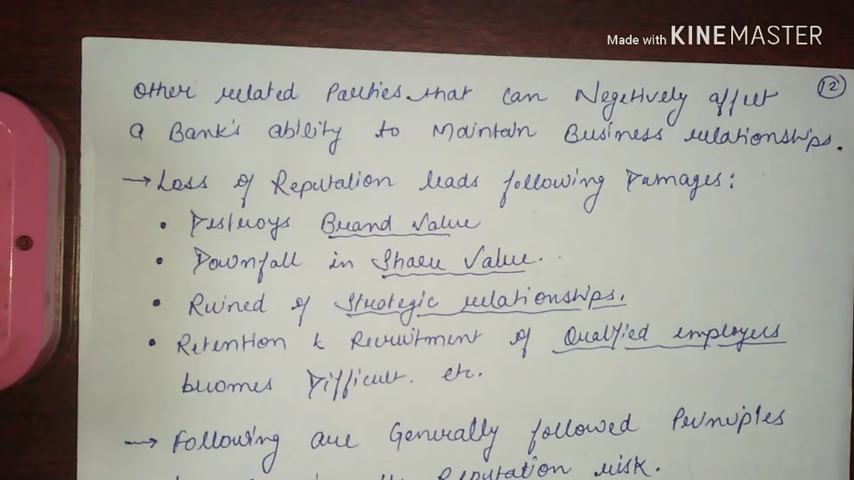 Made with KINEMASTER
12
Other related Parties that can Negetively affect
a Bank's ability to Maintain Business relationships.
→ Loss of Reputation leads following Damages:
• Destroys Brand Value
• Downfall in Share Value.
• Ruined of Strategic relationships.
• Retention & Recruitment of Qualified employers
becomes Difficult. etc.
→ Following are Generally followed Principles
Reputation risk.